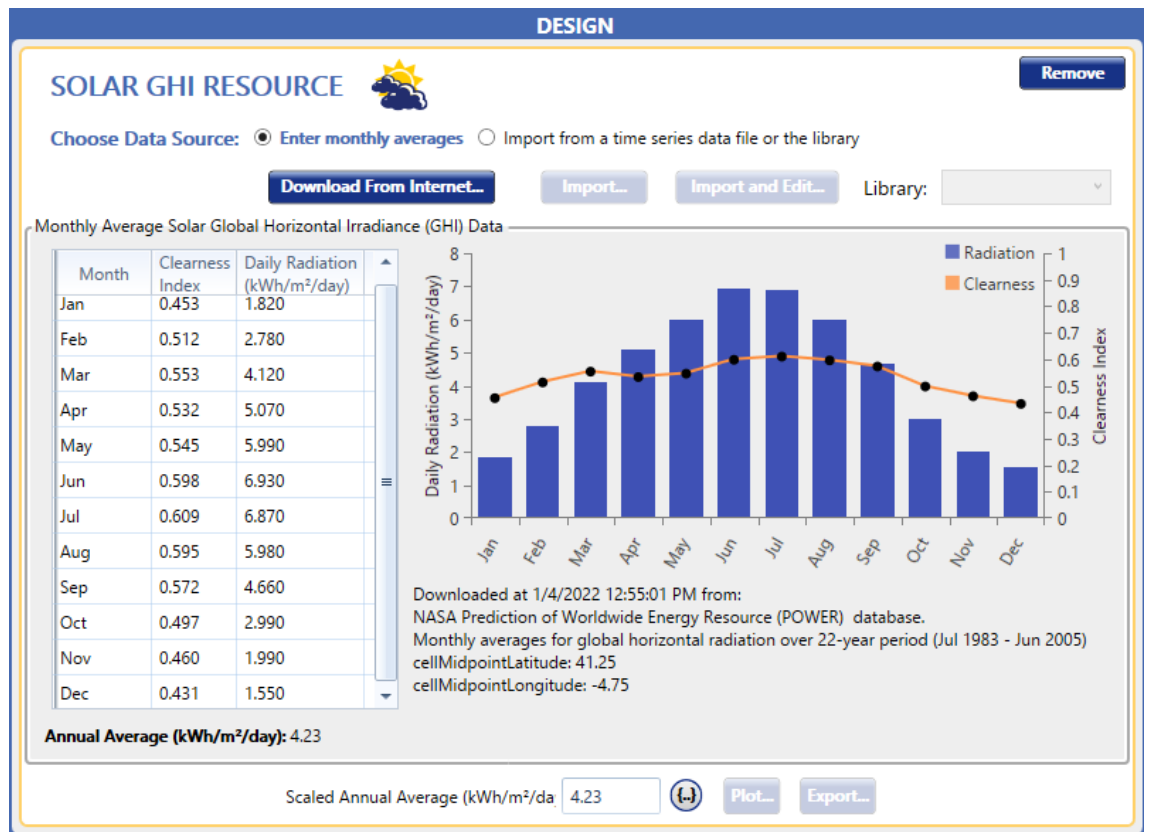 DESIGN
SOLAR GHI RESOURCE
Remove
Choose Data Source: Enter monthly averages Import from a time series data file or the library
Download From Internet... Import... Import and Edit... Library:
Monthly Average Solar Global Horizontal Irradiance (GHI) Data
Month Clearness Index Daily Radiation (kWh/m²/day)
Jan 0.453 1.820
Feb 0.512 2.780
Mar 0.553 4.120
Apr 0.532 5.070
May 0.545 5.990
Jun 0.598 6.930
Jul 0.609 6.870
Aug 0.595 5.980
Sep 0.572 4.660
Oct 0.497 2.990
Nov 0.460 1.990
Dec 0.431 1.550
Annual Average (kWh/m²/day): 4.23
Daily Radiation (kWh/m²/day)
8
7
6
5
4
3
2
1
0
Radiation
Clearness
1
0.9
0.8
0.7
0.6
0.5
0.4
0.3
0.2
0.1
0
Clearness Index
Jan Feb Mar Apr May Jun Jul Aug Sep Oct Nov Dec
Downloaded at 1/4/2022 12:55:01 PM from:
NASA Prediction of Worldwide Energy Resource (POWER) database.
Monthly averages for global horizontal radiation over 22-year period (Jul 1983 - Jun 2005)
cellMidpointLatitude: 41.25
cellMidpointLongitude: -4.75
Scaled Annual Average (kWh/m²/da 4.23 {..} Plot... Export...